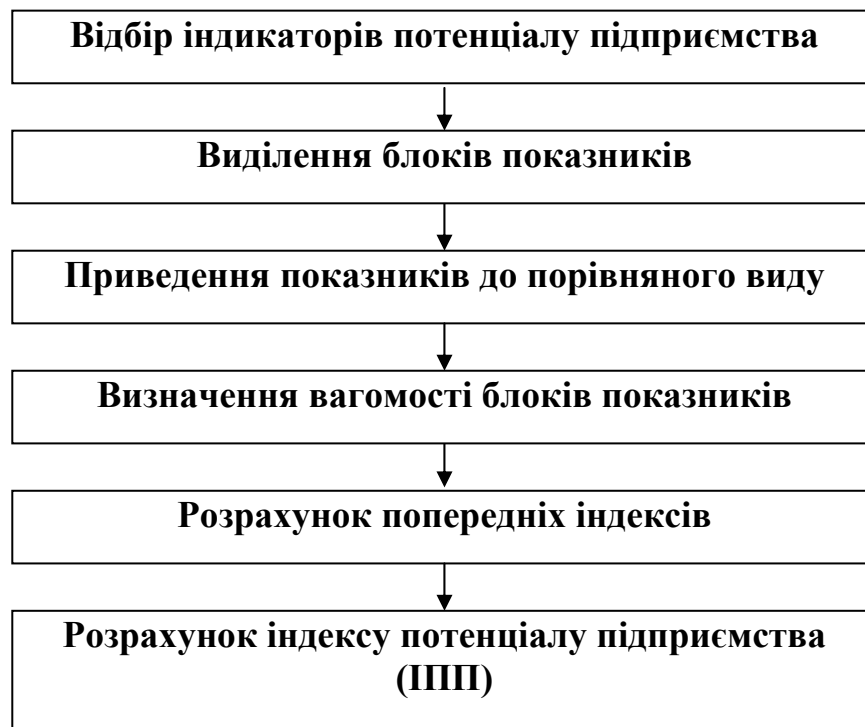 Відбір індикаторів потенціалу підприємства
Виділення блоків показників
Приведення показників до порівняного виду
Визначення вагомості блоків показників
Розрахунок попередніх індексів
Розрахунок індексу потенціалу підприємства
(ІПП)